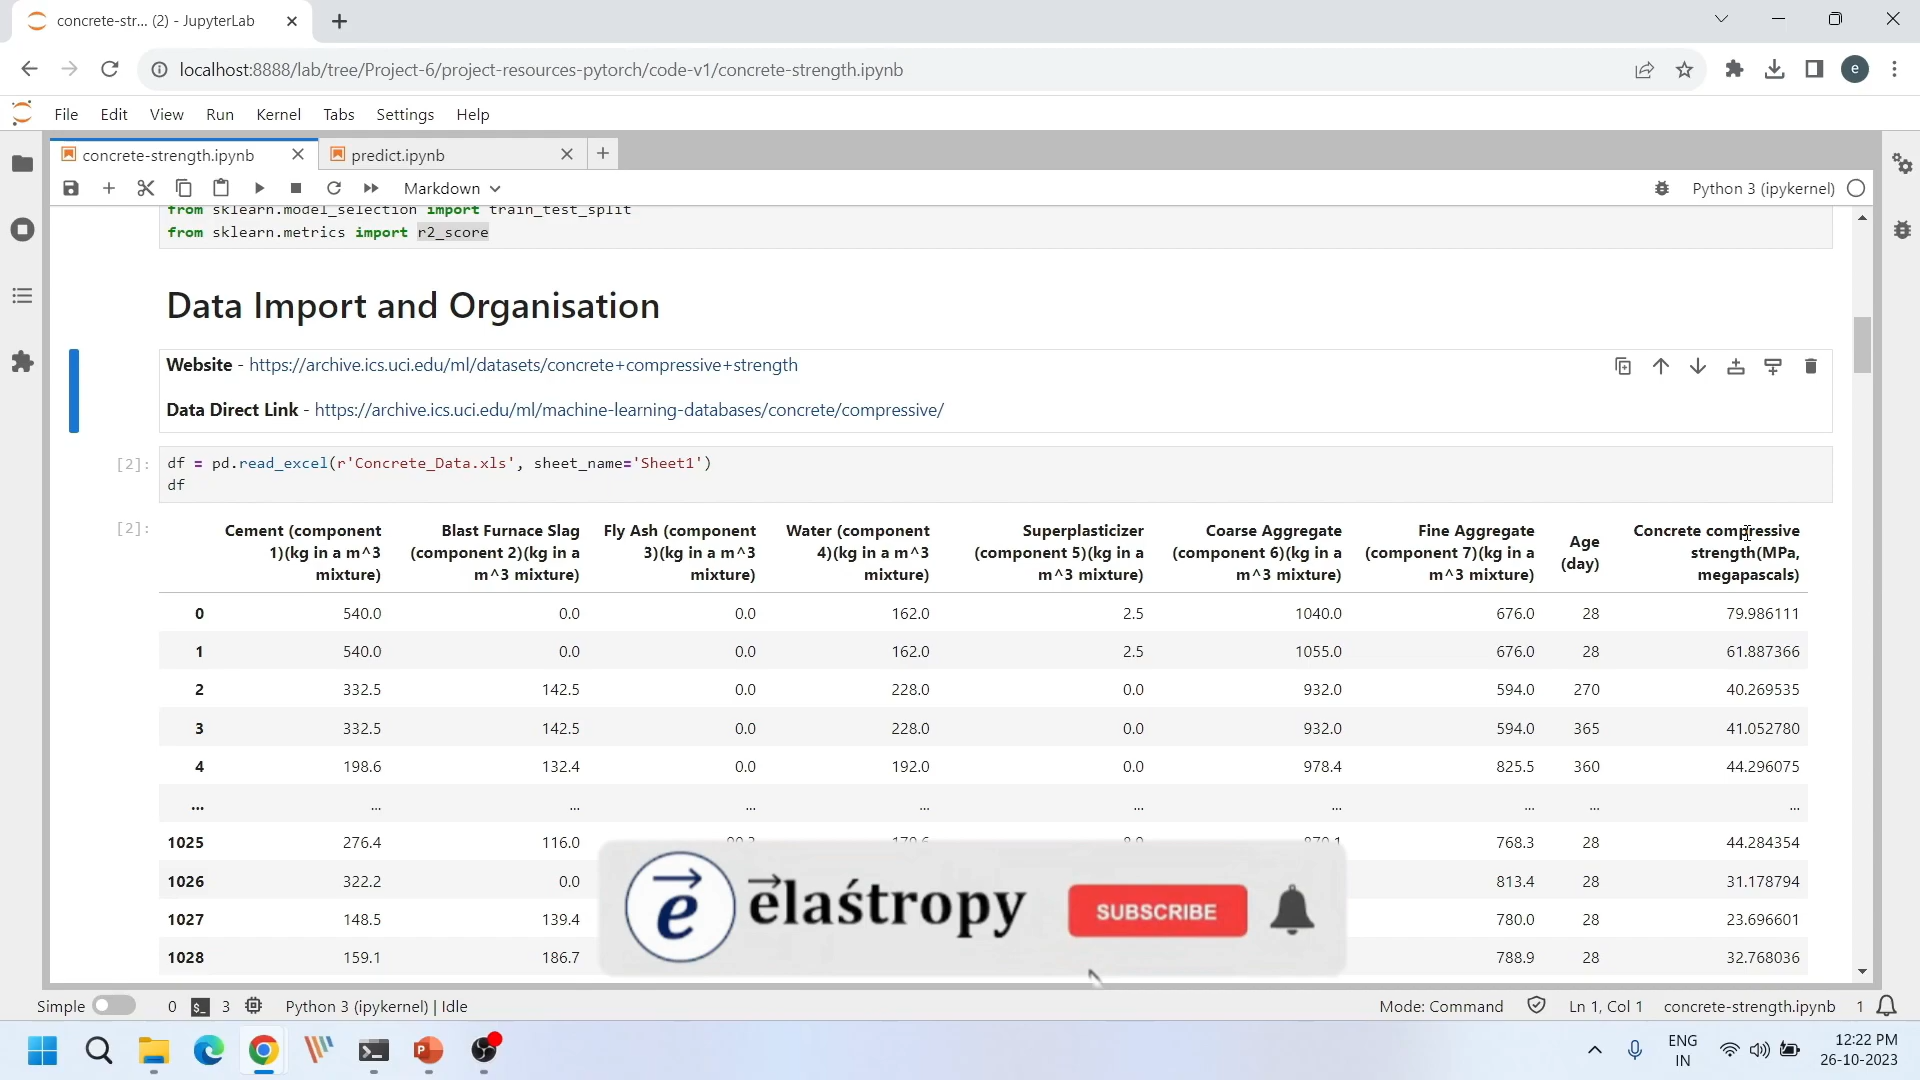 concrete-str... (2) - JupyterLab
localhost:8888/lab/tree/Project-6/project-resources-pytorch/code-v1/concrete-strength.ipynb
e
File Edit View Run Kernel Tabs Settings Help
concrete-strength.ipynb predict.ipynb
Markdown Python 3 (ipykernel)
from sklearn.model_selection import train_test_split
from sklearn.metrics import r2_score
Data Import and Organisation
Website - https://archive.ics.uci.edu/ml/datasets/concrete+compressive+strength
Data Direct Link - https://archive.ics.uci.edu/ml/machine-learning-databases/concrete/compressive/
[2]: df = pd.read_excel(r'Concrete_Data.xls', sheet_name='Sheet1')
df
[2]: Cement (component Blast Furnace Slag Fly Ash (component Water (component Superplasticizer Coarse Aggregate Fine Aggregate Age Concrete compressive
1)(kg in a m^3 (component 2)(kg in a 3)(kg in a m^3 4)(kg in a m^3 (component 5)(kg in a (component 6)(kg in a (component 7)(kg in a (day) strength(MPa,
mixture) m^3 mixture) mixture) mixture) m^3 mixture) m^3 mixture) m^3 mixture) megapascals)
0 540.0 0.0 0.0 162.0 2.5 1040.0 676.0 28 79.986111
1 540.0 0.0 0.0 162.0 2.5 1055.0 676.0 28 61.887366
2 332.5 142.5 0.0 228.0 0.0 932.0 594.0 270 40.269535
3 332.5 142.5 0.0 228.0 0.0 932.0 594.0 365 41.052780
4 198.6 132.4 0.0 192.0 0.0 978.4 825.5 360 44.296075
... ... ... ... ... ... ... ... ... ...
1025 276.4 116.0 768.3 28 44.284354
1026 322.2 0.0 813.4 28 31.178794
1027 148.5 139.4 780.0 28 23.696601
1028 159.1 186.7 788.9 28 32.768036
e elaśtropy SUBSCRIBE
Simple 0 3 Python 3 (ipykernel) | Idle Mode: Command Ln 1, Col 1 concrete-strength.ipynb 1
ENG
IN
12:22 PM
26-10-2023